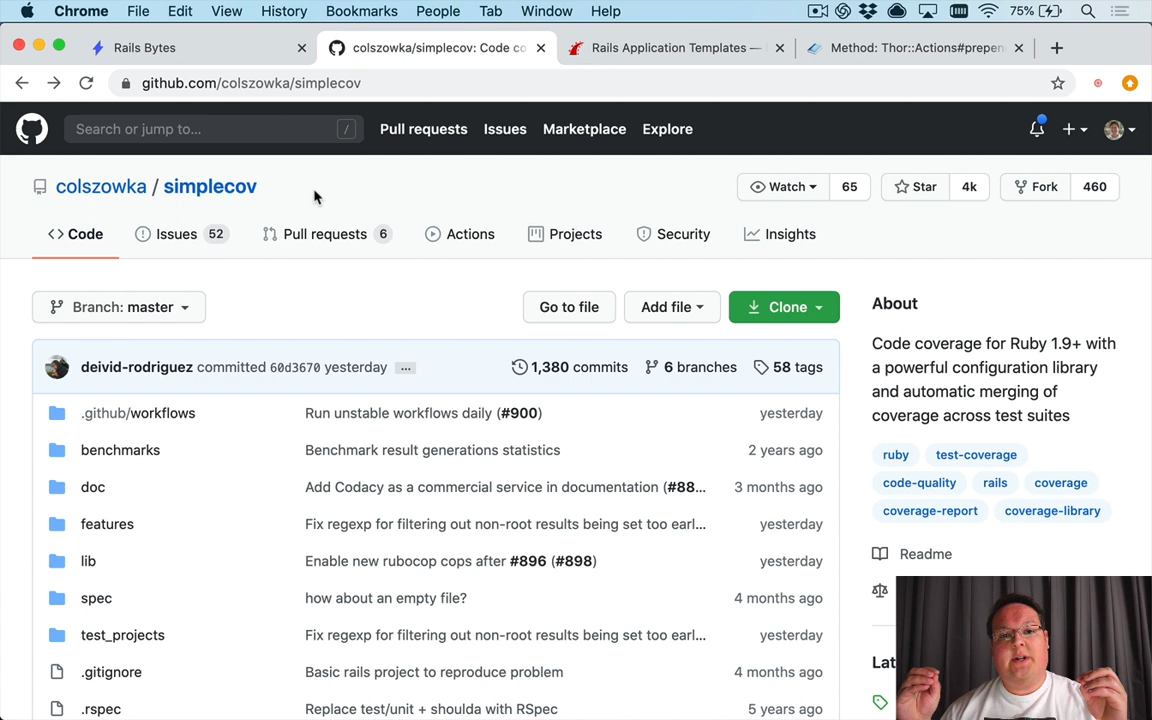 Chrome File Edit View History Bookmarks People Tab Window Help 75%
Rails Bytes
colszowka/simplecov: Code co
Rails Application Templates —
Method: Thor::Actions#prepen
github.com/colszowka/simplecov
Search or jump to... /
Pull requests Issues Marketplace Explore
colszowka / simplecov
Watch 65 Star 4k Fork 460
Code Issues 52 Pull requests 6 Actions Projects Security Insights
Branch: master Go to file Add file Clone
deivid-rodriguez committed 60d3670 yesterday ... 1,380 commits 6 branches 58 tags
.github/workflows Run unstable workflows daily (#900) yesterday
benchmarks Benchmark result generations statistics 2 years ago
doc Add Codacy as a commercial service in documentation (#88... 3 months ago
features Fix regexp for filtering out non-root results being set too earl... yesterday
lib Enable new rubocop cops after #896 (#898) yesterday
spec how about an empty file? 4 months ago
test_projects Fix regexp for filtering out non-root results being set too earl... yesterday
.gitignore Basic rails project to reproduce problem 4 months ago
.rspec Replace test/unit + shoulda with RSpec 5 years ago
About
Code coverage for Ruby 1.9+ with
a powerful configuration library
and automatic merging of
coverage across test suites
ruby test-coverage
code-quality rails coverage
coverage-report coverage-library
Readme
Lat